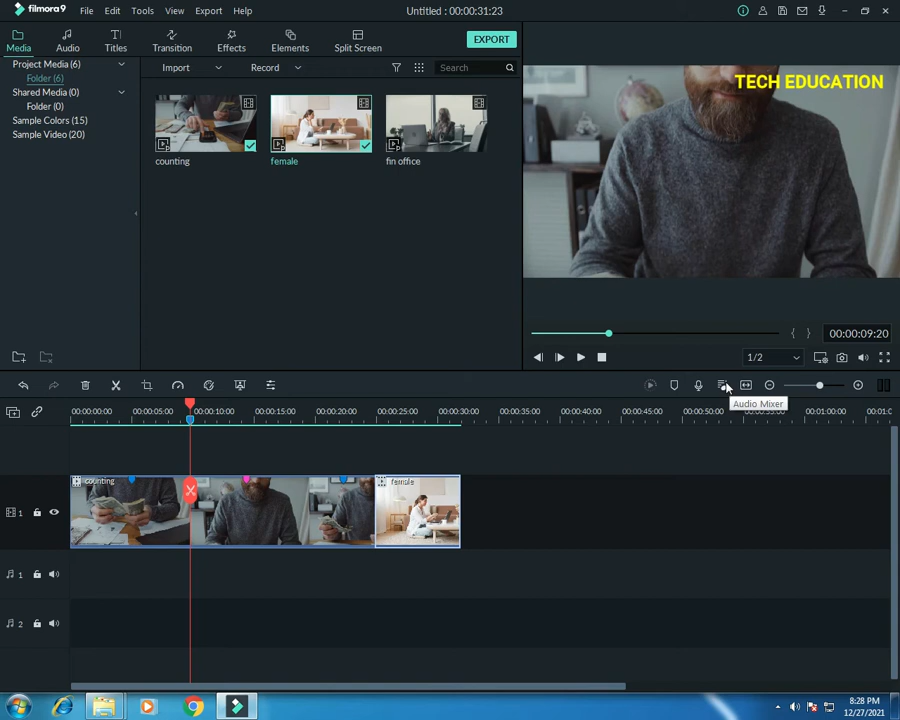 filmora9 File Edit Tools View Export Help Untitled : 00:00:31:23
Media Audio Titles Transition Effects Elements Split Screen EXPORT
Project Media (6)
Folder (6)
Shared Media (0)
Folder (0)
Sample Colors (15)
Sample Video (20)
Import Record Search
counting female fin office
TECH EDUCATION
00:00:09:20
1/2
Audio Mixer
00:00:00:00 00:00:05:00 00:00:10:00 00:00:15:00 00:00:20:00 00:00:25:00 00:00:30:00 00:00:35:00 00:00:40:00 00:00:45:00 00:00:50:00 00:01:00:00
counting female
1
1
2
8:28 PM
12/27/2021